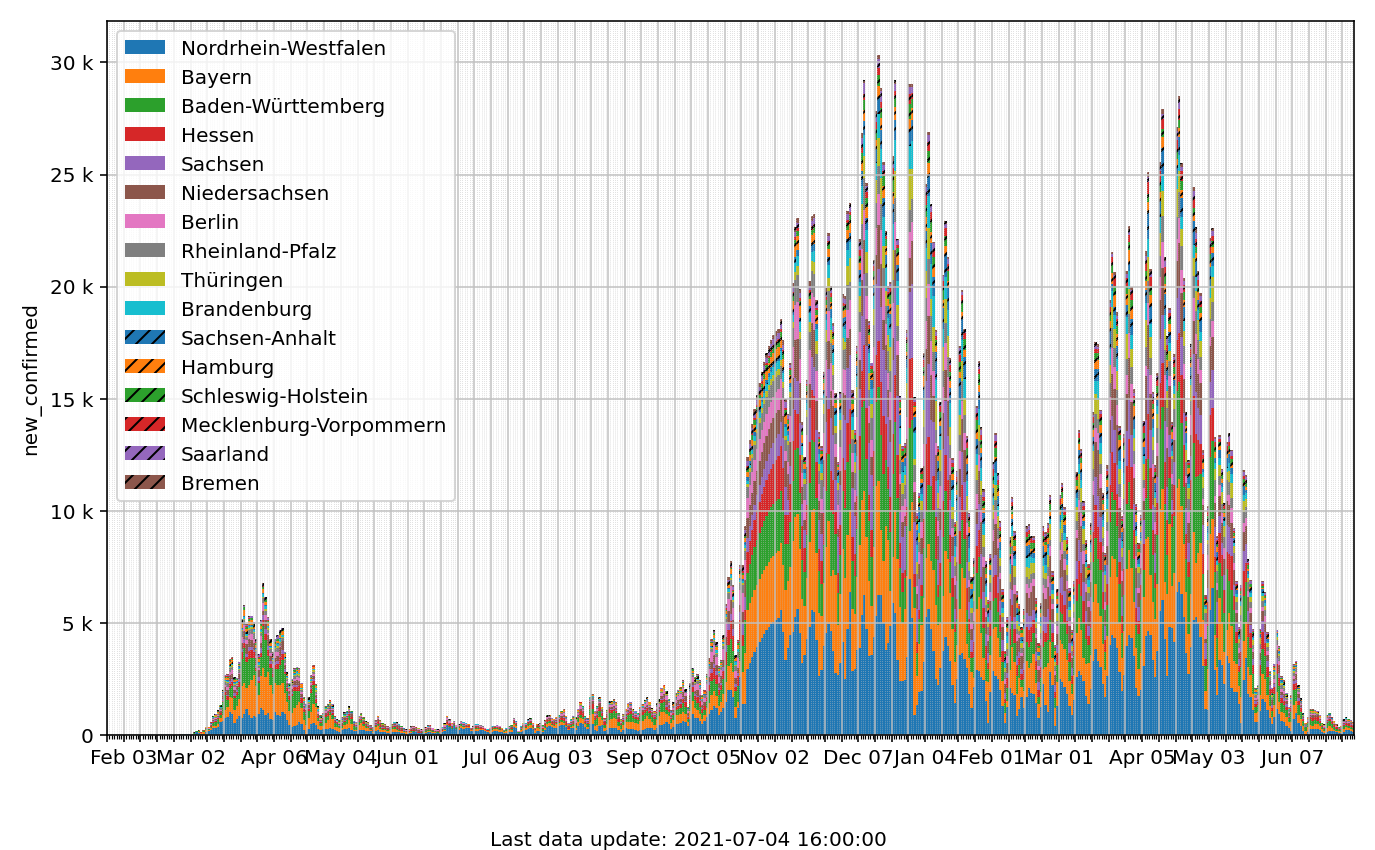 30 k
25 k
20 k
15 k
10 k
5 k
0
new_confirmed
Nordrhein-Westfalen
Bayern
Baden-Württemberg
Hessen
Sachsen
Niedersachsen
Berlin
Rheinland-Pfalz
Thüringen
Brandenburg
Sachsen-Anhalt
Hamburg
Schleswig-Holstein
Mecklenburg-Vorpommern
Saarland
Bremen
Feb 03 Mar 02 Apr 06 May 04 Jun 01 Jul 06 Aug 03 Sep 07 Oct 05 Nov 02 Dec 07 Jan 04 Feb 01 Mar 01 Apr 05 May 03 Jun 07
Last data update: 2021-07-04 16:00:00